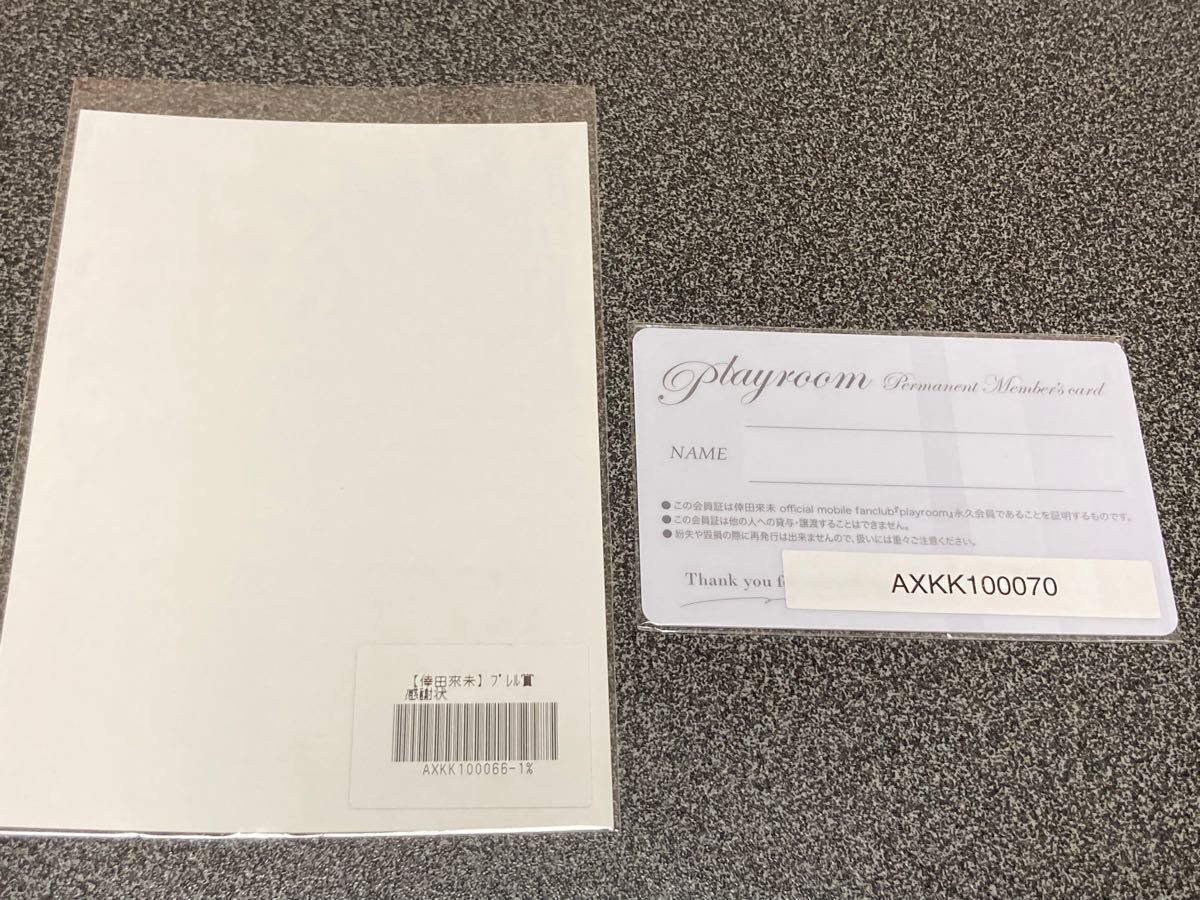 【倖田來未】ﾌﾟﾚﾙ賞
感謝状
AXKK100066-1%
Playroom Permanent Member's card
NAME
●この会員証は倖田來未 official mobile fanclub『playroom』永久会員であることを証明するものです。
●この会員証は他の人への貸与・譲渡することはできません。
●紛失や毀損の際に再発行は出来ませんので、扱いには重々ご注意ください。
Thank you
AXKK100070